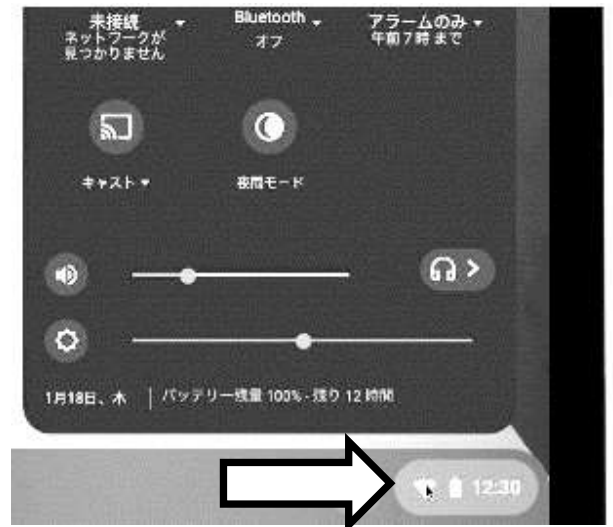 未接続
ネットワークが
見つかりません
Bluetooth
オフ
アラームのみ
午前7時まで
キャスト
夜間モード
1月18日、木 | バッテリー残量 100% - 残り 12 時間
12:30